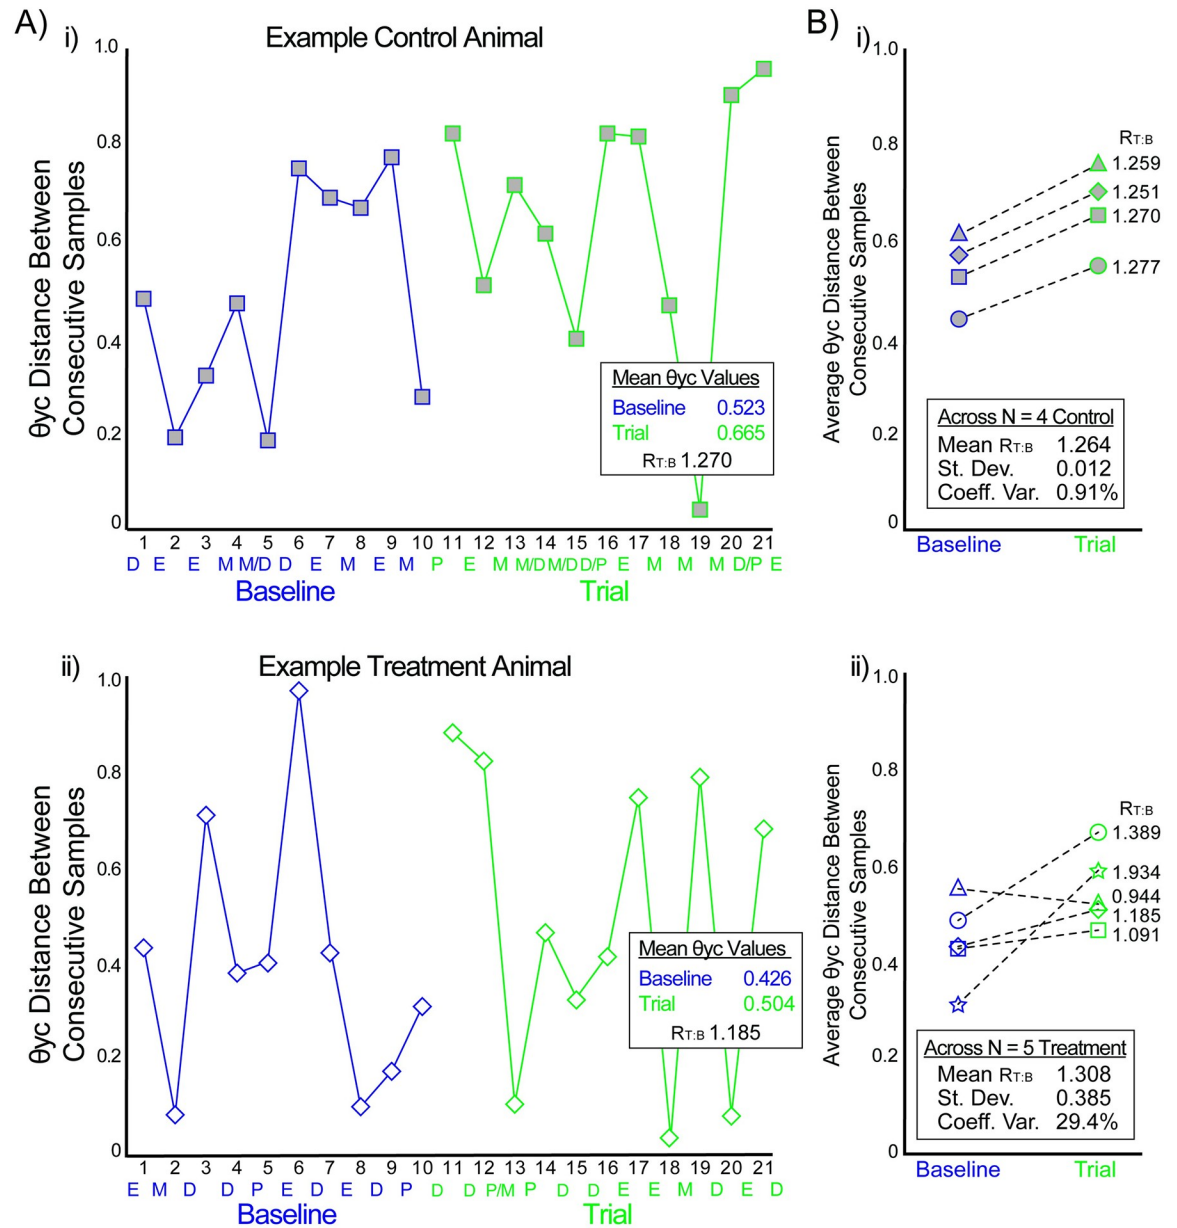 A)
i)
Example Control Animal
θyc Distance Between
Consecutive Samples
1.0
0.8
0.6
0.4
0.2
0
Mean θyc Values
Baseline 0.523
Trial 0.665
RT:B 1.270
1 2 3 4 5 6 7 8 9 10 11 12 13 14 15 16 17 18 19 20 21
D E E M M/D D E M E M P E M M/D M/D D/P E M M M D/P E
Baseline Trial
B)
i)
Average θyc Distance Between
Consecutive Samples
1.0
0.8
0.6
0.4
0.2
0
RT:B
1.259
1.251
1.270
1.277
Across N = 4 Control
Mean RT:B 1.264
St. Dev. 0.012
Coeff. Var. 0.91%
Baseline Trial
ii)
Example Treatment Animal
θyc Distance Between
Consecutive Samples
1.0
0.8
0.6
0.4
0.2
0
Mean θyc Values
Baseline 0.426
Trial 0.504
RT:B 1.185
1 2 3 4 5 6 7 8 9 10 11 12 13 14 15 16 17 18 19 20 21
E M D D P E D E D P D D P/M P D D E E M D E D
Baseline Trial
ii)
Average θyc Distance Between
Consecutive Samples
1.0
0.8
0.6
0.4
0.2
0
RT:B
1.389
1.934
0.944
1.185
1.091
Across N = 5 Treatment
Mean RT:B 1.308
St. Dev. 0.385
Coeff. Var. 29.4%
Baseline Trial